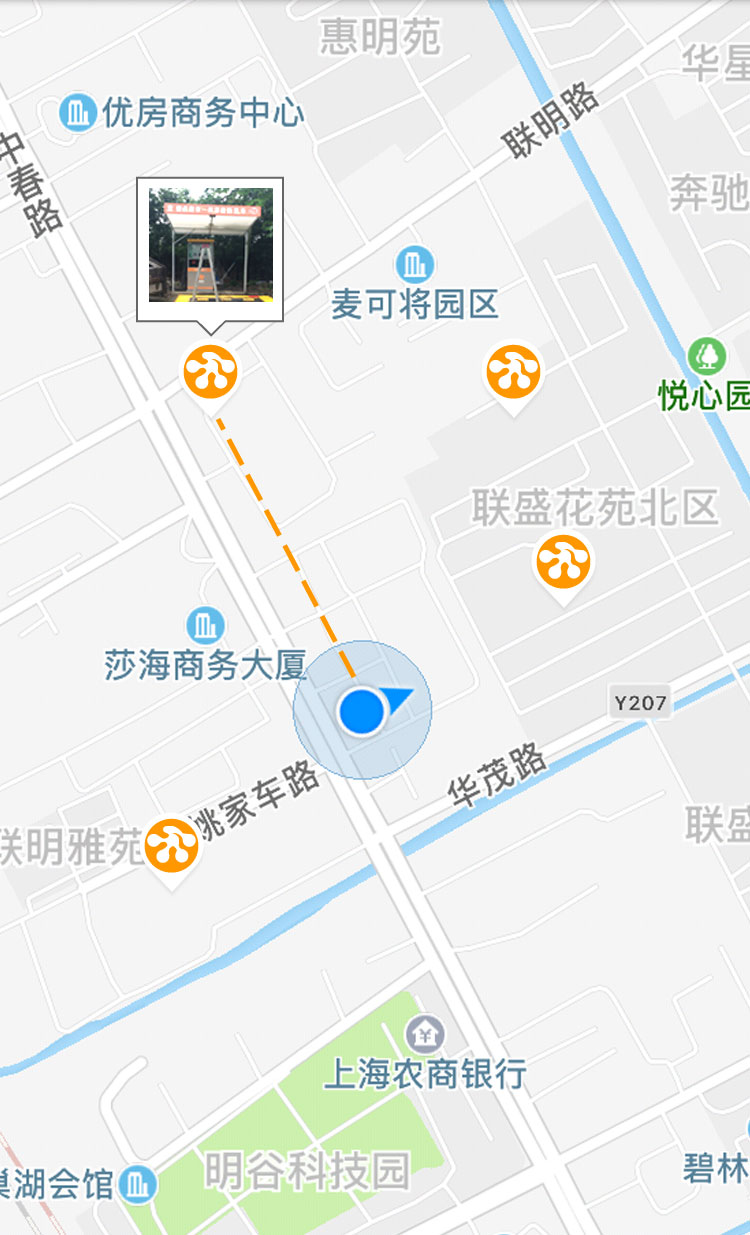 惠明苑
华星
优房商务中心
联明路
中春路
奔驰
麦可将园区
悦心园
联盛花苑北区
莎海商务大厦
Y207
姚家车路
华茂路
联明雅苑
联盛
上海农商银行
明谷科技园
巢湖会馆
碧林
¥